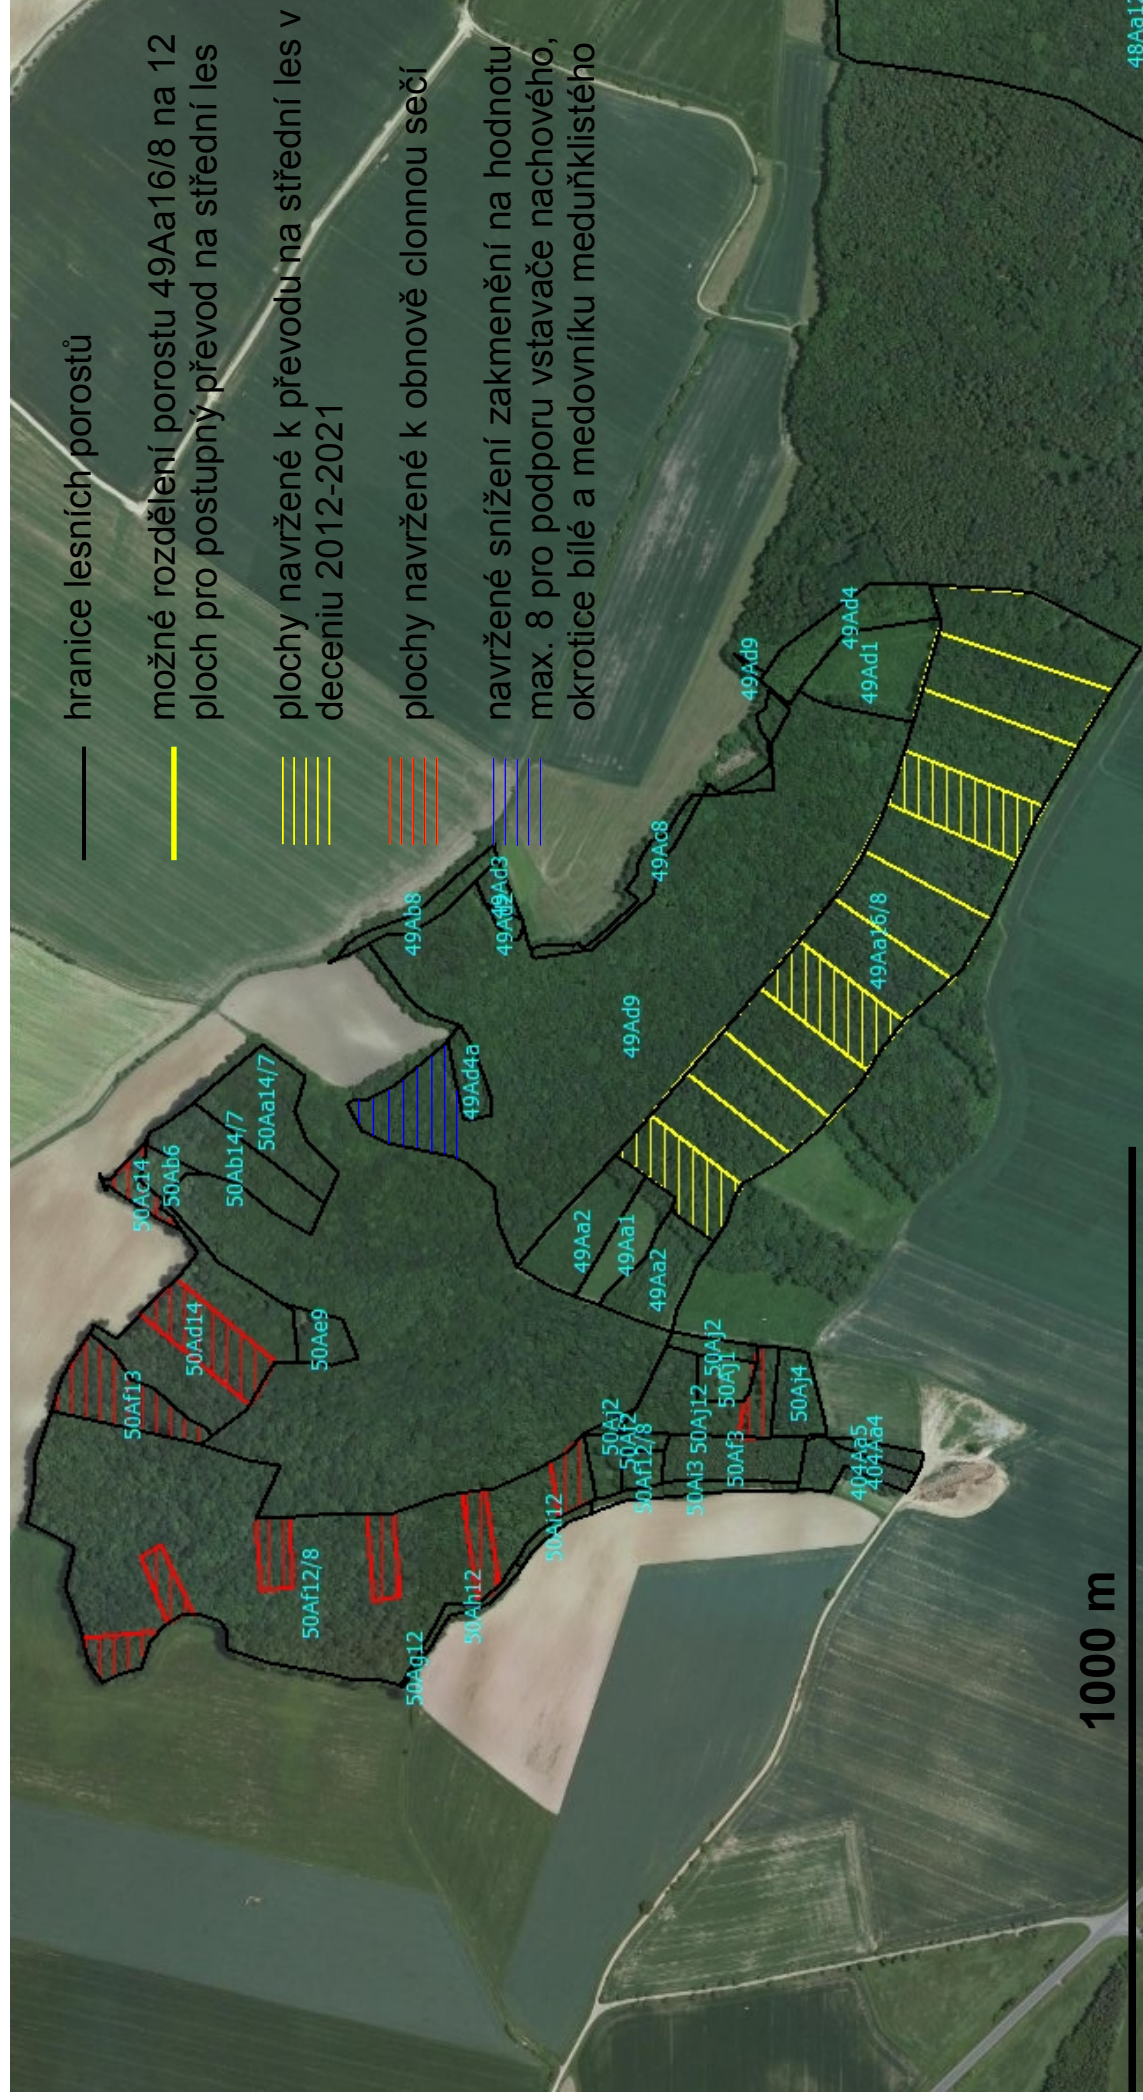 hranice lesních porostů
možné rozdělení porostu 49Aa16/8 na 12
ploch pro postupný převod na střední les
plochy navržené k převodu na střední les v
deceniu 2012-2021
plochy navržené k obnově clonnou sečí
navržené snížení zakmenění na hodnotu
max. 8 pro podporu vstavače nachového,
okrotice bílé a medovníku meduňklistého
50Ac14
50Ab6
50Ab14/7
50Aa14/7
50Ad14
50Af13
50Ae9
50Af12/8
50Ag12
50Ah12
50Ai12
50Aj2
50Af2
50Af12/8
50Ai3
50Aj12
50Af3
50Aj1
50Aj2
50Aj4
404Aa5
404Aa4
49Aa2
49Aa1
49Aa2
49Ad4a
49Ad9
49Ab8
49Ad2
49Ad3
49Ac8
49Aa16/8
49Ad9
49Ad4
49Ad1
1000 m